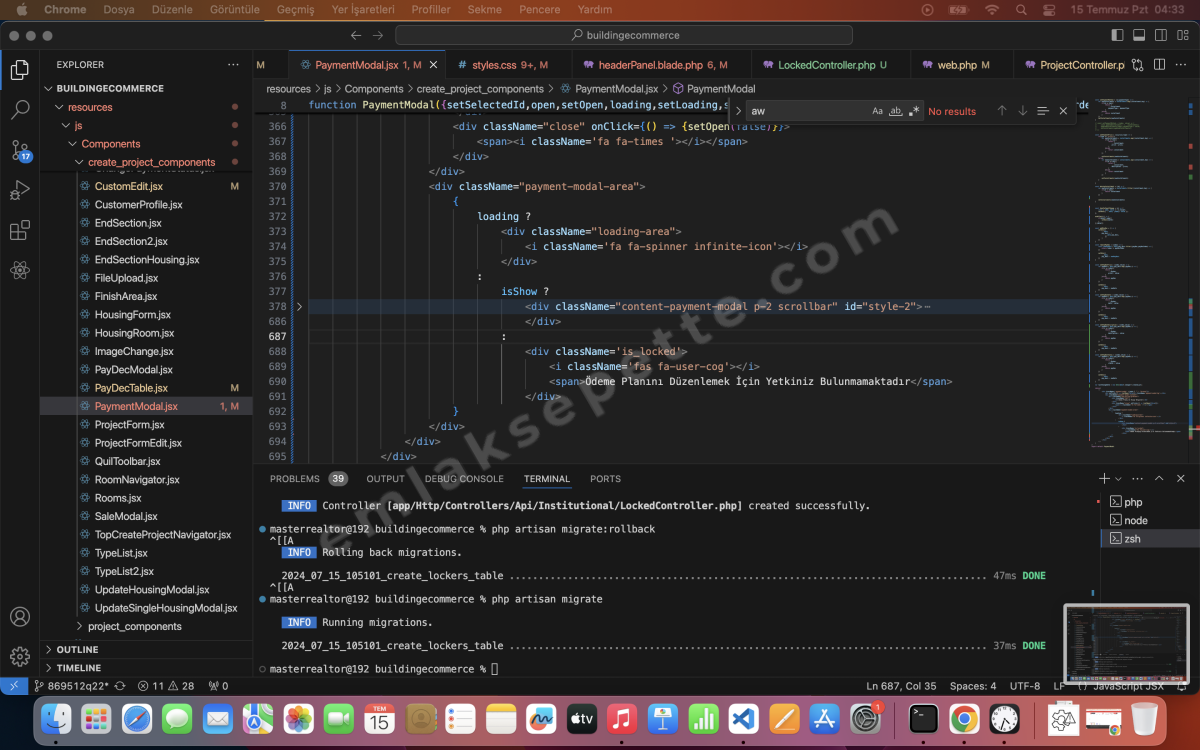 Chrome Dosya Düzenle Görüntüle Geçmiş Yer İşaretleri Profiller Sekme Pencere Yardım 15 Temmuz Pzt 04:33
buildingecommerce
EXPLORER
M PaymentModal.jsx 1, M styles.css 9+, M headerPanel.blade.php 6, M LockedController.php U web.php M ProjectController.p
BUILDINGECOMMERCE
resources
js
Components
create_project_components
CustomEdit.jsx M
CustomerProfile.jsx
EndSection.jsx
EndSection2.jsx
EndSectionHousing.jsx
FileUpload.jsx
FinishArea.jsx
HousingForm.jsx
HousingRoom.jsx
ImageChange.jsx
PayDecModal.jsx
PayDecTable.jsx M
PaymentModal.jsx 1, M
ProjectForm.jsx
ProjectFormEdit.jsx
QuilToolbar.jsx
RoomNavigator.jsx
Rooms.jsx
SaleModal.jsx
TopCreateProjectNavigator.jsx
TypeList.jsx
TypeList2.jsx
UpdateHousingModal.jsx
UpdateSingleHousingModal.jsx
project_components
OUTLINE
TIMELINE
resources > js > Components > create_project_components > PaymentModal.jsx > PaymentModal
8 function PaymentModal({setSelectedId,open,setOpen,loading,setLoading,s
aw Aa ab .* No results
366 <div className="close" onClick={() => {setOpen(false)}}>
367 <span><i className='fa fa-times '></i></span>
368 </div>
369 </div>
370 <div className="payment-modal-area">
371 {
372 loading ?
373 <div className="loading-area">
374 <i className='fa fa-spinner infinite-icon'></i>
375 </div>
376 :
377 isShow ?
378 <div className="content-payment-modal p-2 scrollbar" id="style-2">⋯
686 </div>
687 :
688 <div className='is_locked'>
689 <i className='fas fa-user-cog'></i>
690 <span>Ödeme Planını Düzenlemek İçin Yetkiniz Bulunmamaktadır</span>
691 </div>
692 }
693 </div>
694 </div>
695 </div>
emlaksepette.com
PROBLEMS 39 OUTPUT DEBUG CONSOLE TERMINAL PORTS
INFO Controller [app/Http/Controllers/Api/Institutional/LockedController.php] created successfully.
masterrealtor@192 buildingecommerce % php artisan migrate:rollback
^[[A
INFO Rolling back migrations.
2024_07_15_105101_create_lockers_table ................................................................................ 47ms DONE
^[[A
masterrealtor@192 buildingecommerce % php artisan migrate
INFO Running migrations.
2024_07_15_105101_create_lockers_table ................................................................................ 37ms DONE
masterrealtor@192 buildingecommerce %
php
node
zsh
17
869512q22* 11 28 0 Ln 687, Col 35 Spaces: 4 UTF-8 LF JavaScript JSX
TEM
15
tv
1